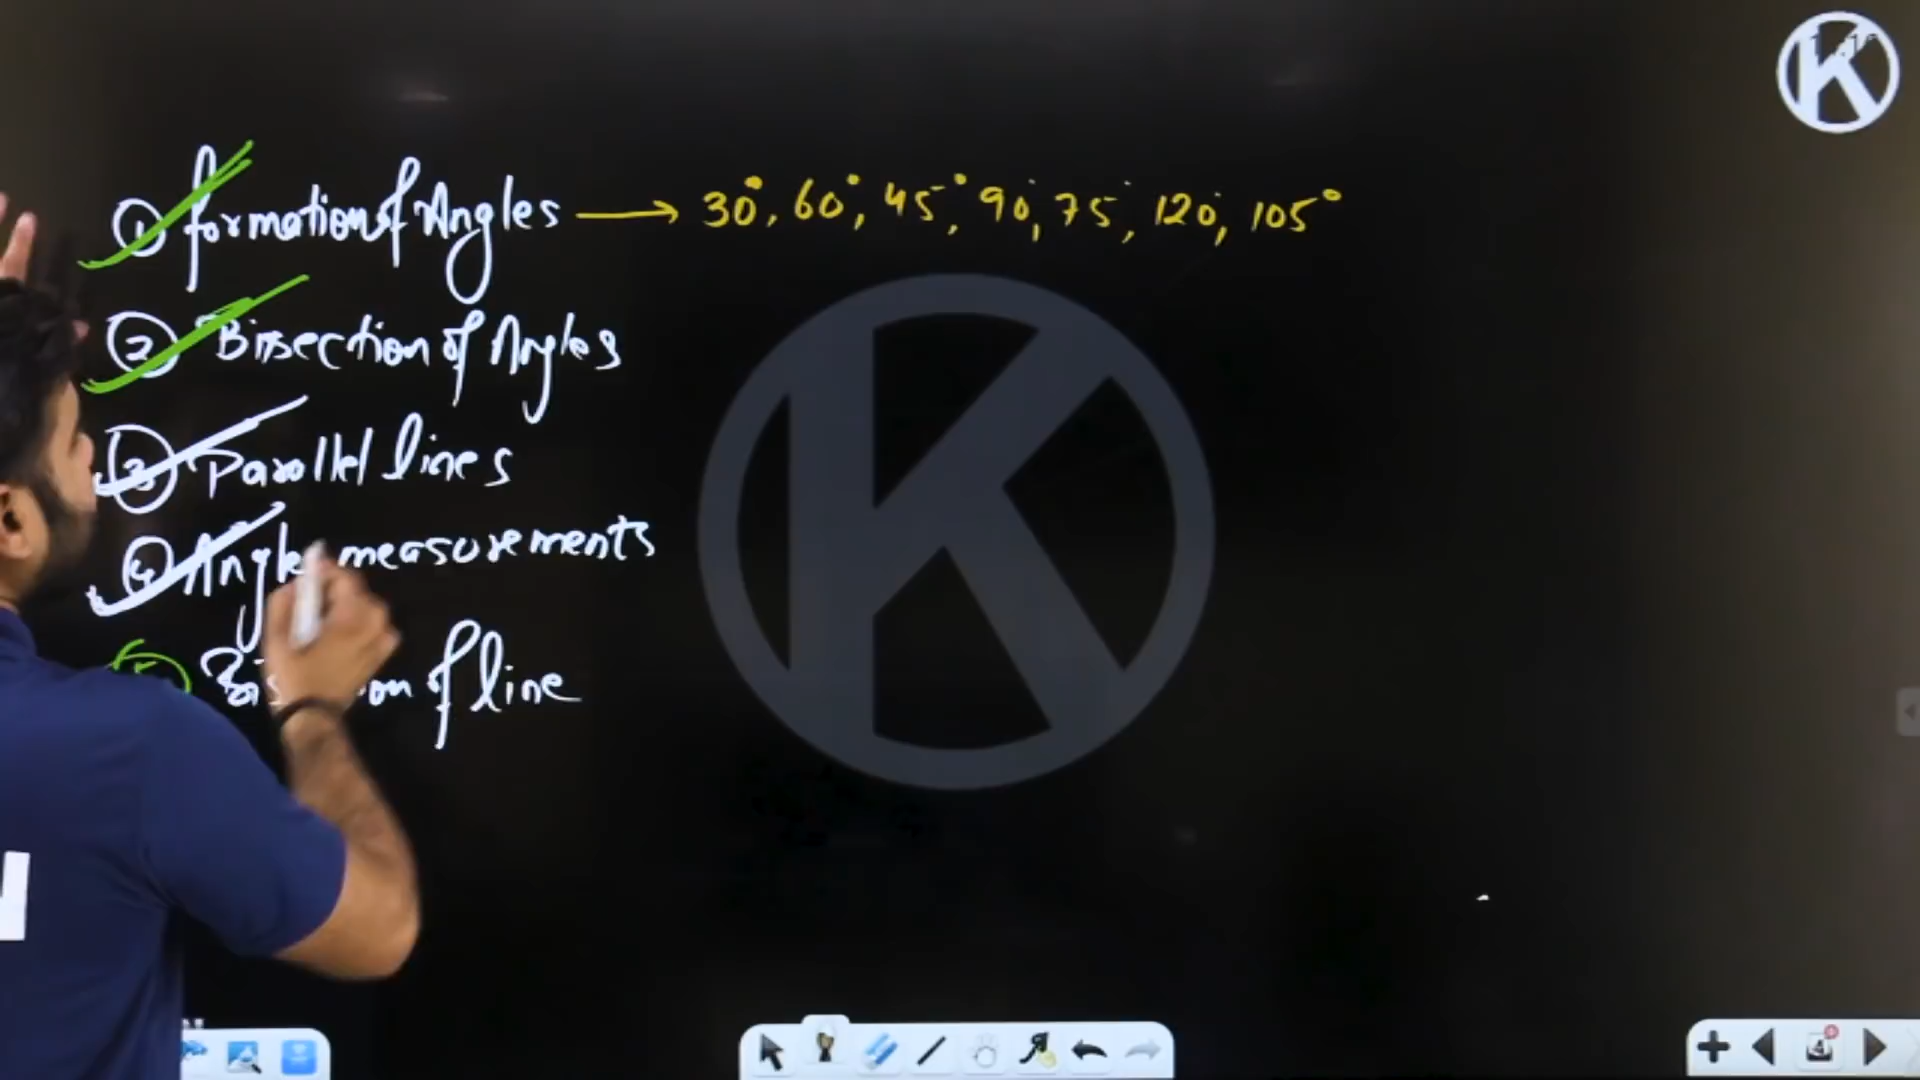 ① formation of Angles → 30°, 60°, 45°, 90°, 75°, 120°, 105°
② Bisection of Angles
③ Parallel lines
④ Angle measurements
⑤ of line
K
4